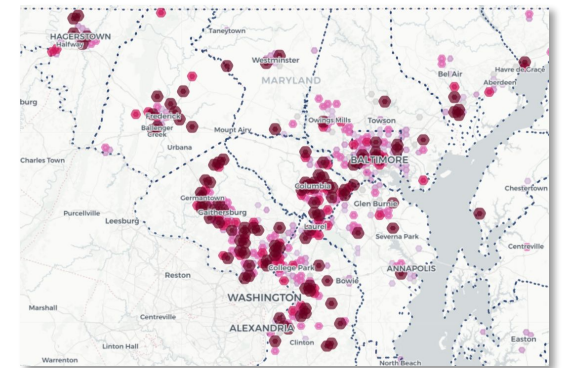 Taneytown
HAGERSTOWN
Halfway
Westminster
MARYLAND
Bel Air
Havre de Grace
Aberdeen
burg
Frederick
Ballenger
Creek
Mount Airy
Owings Mills
Towson
Urbana
BALTIMORE
Charles Town
Columbia
Chestertown
Germantown
Gaithersburg
Glen Burnie
Purcellville
Leesburg
Laurel
Severna Park
Centreville
Reston
College Park
ANNAPOLIS
Bowie
WASHINGTON
Marshall
Centreville
ALEXANDRIA
Linton Hall
Clinton
Easton
Warrenton
North Beach